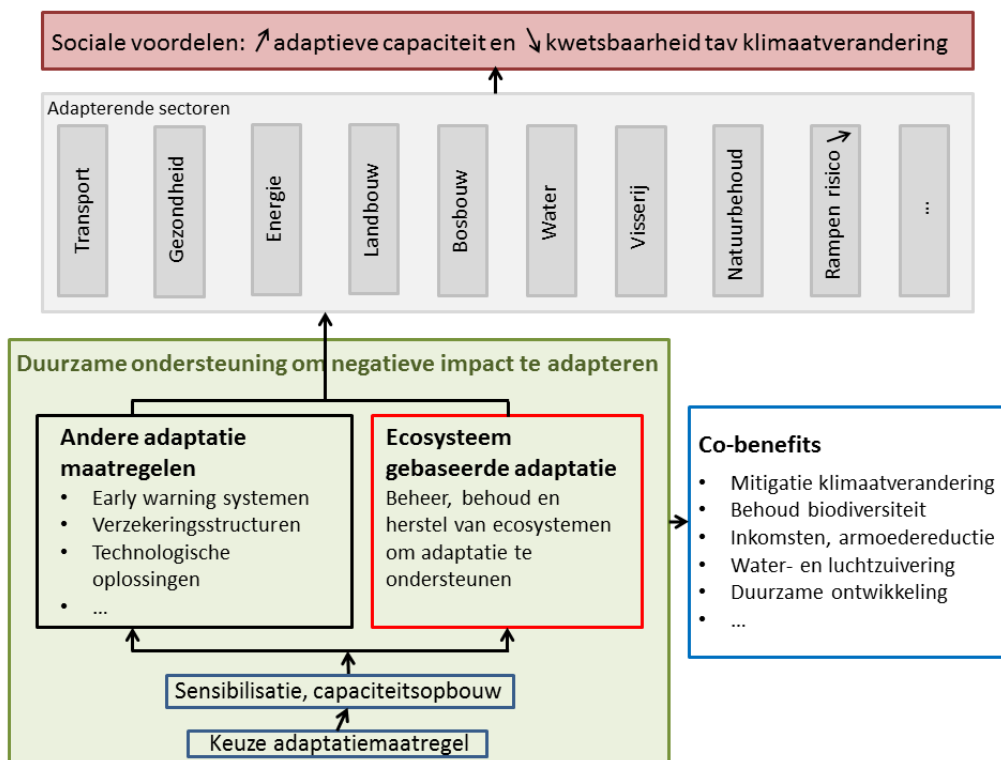 Sociale voordelen: ↗ adaptieve capaciteit en ↘ kwetsbaarheid tav klimaatverandering
Adapterende sectoren
Transport
Gezondheid
Energie
Landbouw
Bosbouw
Water
Visserij
Natuurbehoud
Rampen risico ↘
...
Duurzame ondersteuning om negatieve impact te adapteren
Andere adaptatie
maatregelen
• Early warning systemen
• Verzekeringsstructuren
• Technologische
oplossingen
• ...
Ecosysteem
gebaseerde adaptatie
Beheer, behoud en
herstel van ecosystemen
om adaptatie te
ondersteunen
Co-benefits
• Mitigatie klimaatverandering
• Behoud biodiversiteit
• Inkomsten, armoedereductie
• Water- en luchtzuivering
• Duurzame ontwikkeling
• ...
Sensibilisatie, capaciteitsopbouw
Keuze adaptatiemaatregel